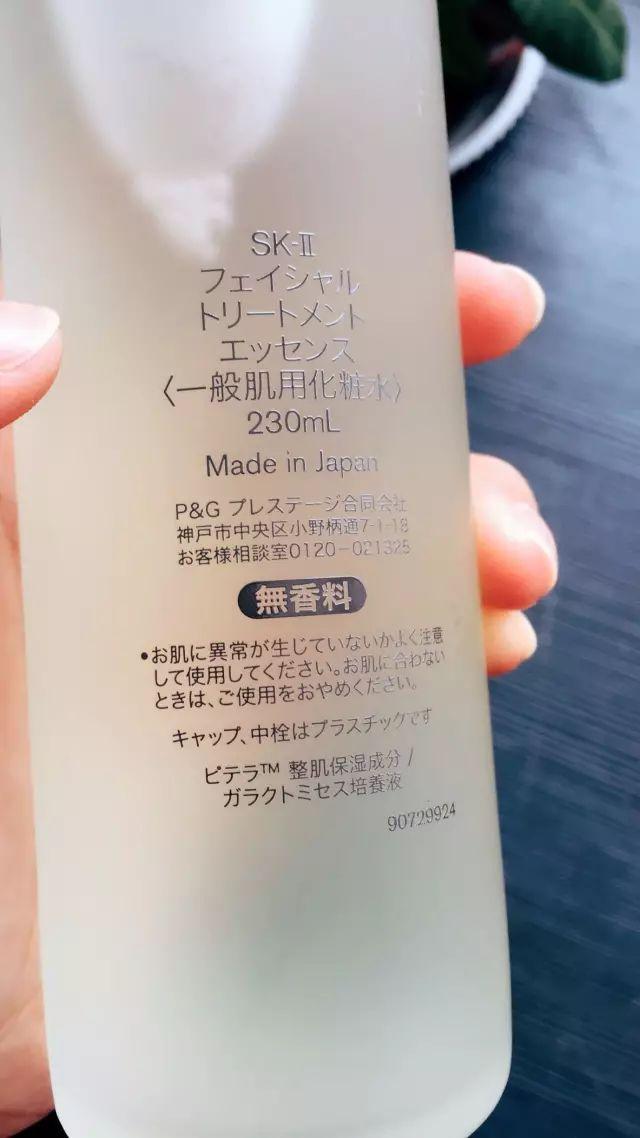 SK-Ⅱ
フェイシャル
トリートメント
エッセンス
〈一般肌用化粧水〉
230mL
Made in Japan
P&G プレステージ合同会社
神戸市中央区小野柄通7-1-18
お客様相談室0120-021325
無香料
•お肌に異常が生じていないかよく注意
して使用してください。お肌に合わない
ときは、ご使用をおやめください。
キャップ、中栓はプラスチックです
ピテラ™ 整肌保湿成分 /
ガラクトミセス培養液
90729924